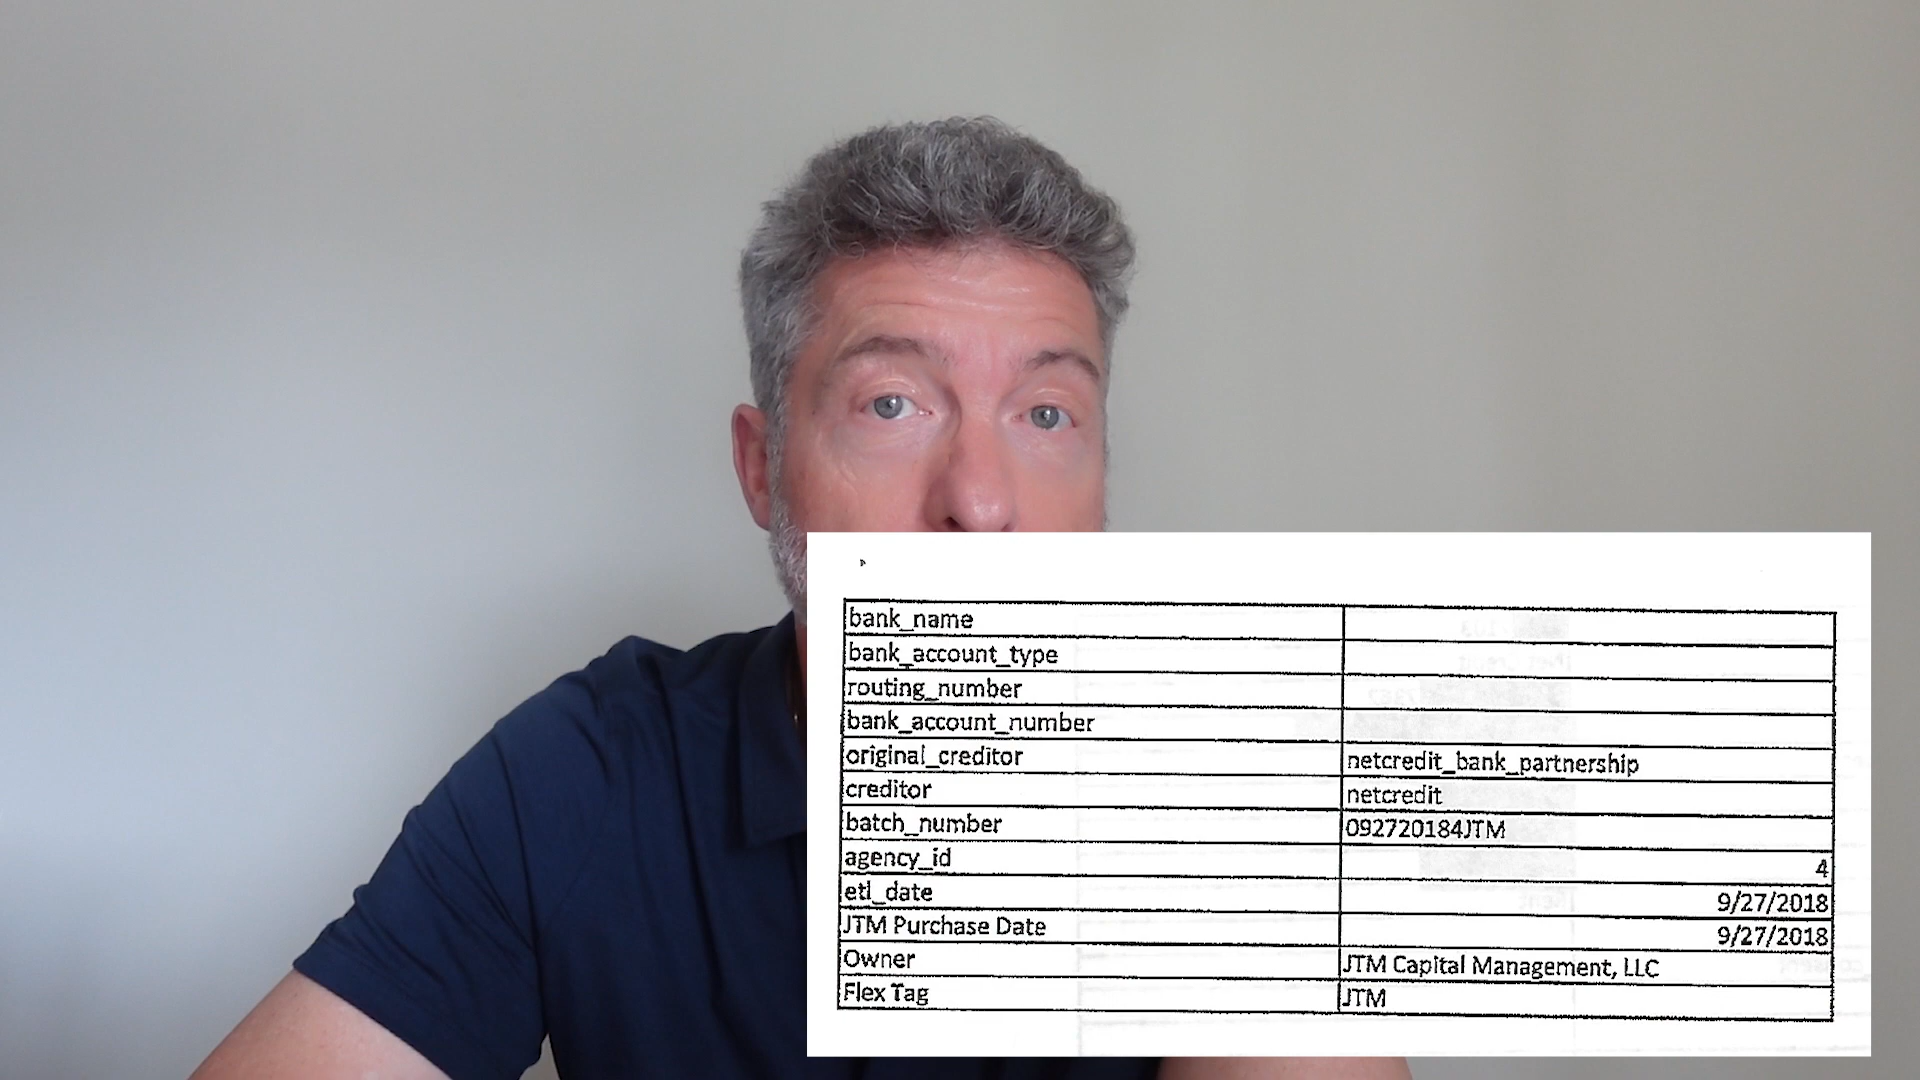 bank_name
bank_account_type
routing_number
bank_account_number
original_creditor netcredit_bank_partnership
creditor netcredit
batch_number 092720184JTM
agency_id 4
etl_date 9/27/2018
JTM Purchase Date 9/27/2018
Owner JTM Capital Management, LLC
Flex Tag JTM